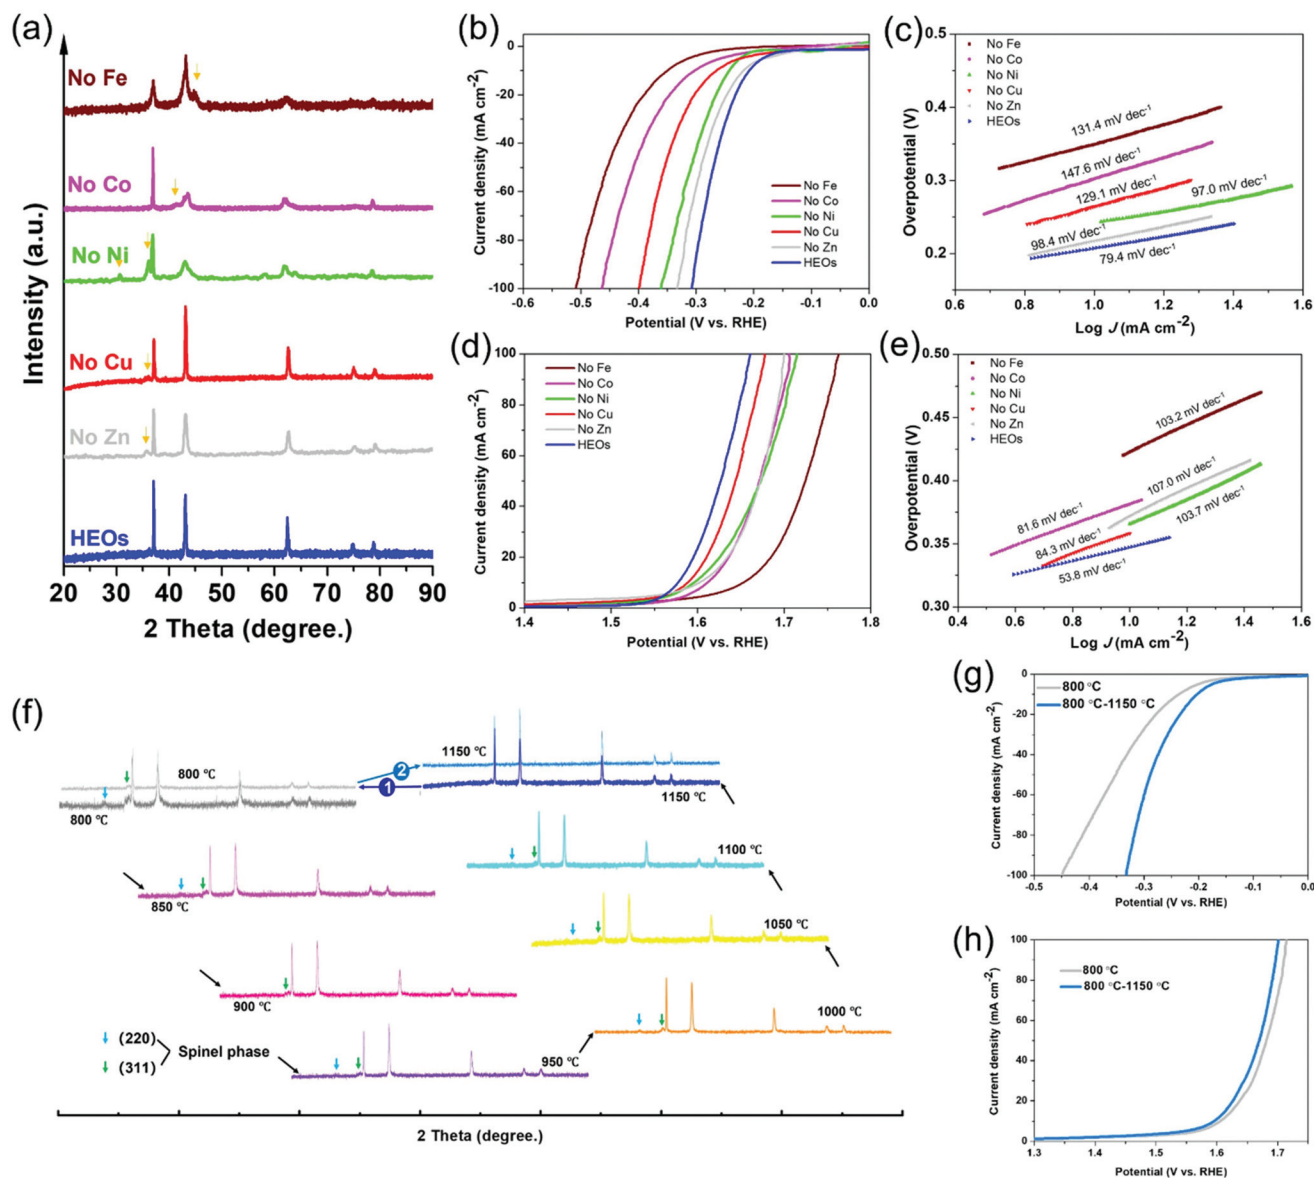 (a)
No Fe
No Co
No Ni
No Cu
No Zn
HEOs
Intensity (a.u.)
20 30 40 50 60 70 80 90
2 Theta (degree.)
(b)
0
-20
-40
-60
-80
-100
Current density (mA cm-2)
No Fe
No Co
No Ni
No Cu
No Zn
HEOs
-0.6 -0.5 -0.4 -0.3 -0.2 -0.1 0.0
Potential (V vs. RHE)
(c)
0.5
0.4
0.3
0.2
Overpotential (V)
No Fe
No Co
No Ni
No Cu
No Zn
HEOs
131.4 mV dec-1
147.6 mV dec-1
129.1 mV dec-1
97.0 mV dec-1
98.4 mV dec-1
79.4 mV dec-1
0.6 0.8 1.0 1.2 1.4 1.6
Log J (mA cm-2)
(d)
100
80
60
40
20
0
Current density (mA cm-2)
No Fe
No Co
No Ni
No Cu
No Zn
HEOs
1.4 1.5 1.6 1.7 1.8
Potential (V vs. RHE)
(e)
0.50
0.45
0.40
0.35
0.30
Overpotential (V)
No Fe
No Co
No Ni
No Cu
No Zn
HEOs
103.2 mV dec-1
107.0 mV dec-1
81.6 mV dec-1
103.7 mV dec-1
84.3 mV dec-1
53.8 mV dec-1
0.4 0.6 0.8 1.0 1.2 1.4 1.6
Log J (mA cm-2)
(f)
800 °C
800 °C
2
1
1150 °C
1150 °C
1100 °C
850 °C
1050 °C
900 °C
1000 °C
950 °C
(220)
(311)
Spinel phase
2 Theta (degree.)
(g)
0
-20
-40
-60
-80
-100
Current density (mA cm-2)
800 °C
800 °C-1150 °C
-0.5 -0.4 -0.3 -0.2 -0.1 0.0
Potential (V vs. RHE)
(h)
100
80
60
40
20
0
Current density (mA cm-2)
800 °C
800 °C-1150 °C
1.3 1.4 1.5 1.6 1.7
Potential (V vs. RHE)